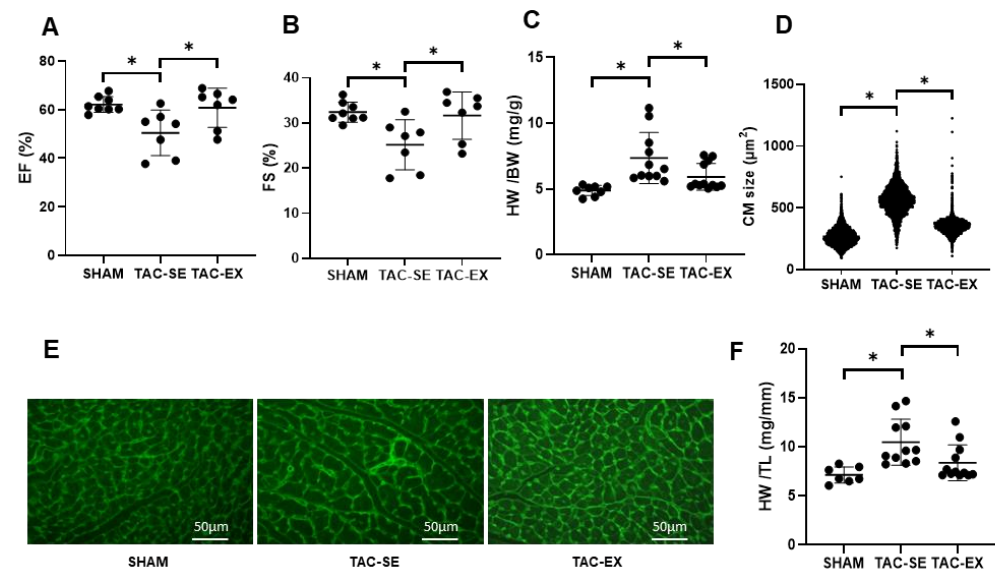 A
EF (%)
80
60
40
20
0
*
*
SHAM TAC-SE TAC-EX
B
FS (%)
40
30
20
10
0
*
*
SHAM TAC-SE TAC-EX
C
HW /BW (mg/g)
15
10
5
0
*
*
SHAM TAC-SE TAC-EX
D
CM size (μm²)
1500
1000
500
0
*
*
SHAM TAC-SE TAC-EX
E
50μm
50μm
50μm
SHAM
TAC-SE
TAC-EX
F
HW /TL (mg/mm)
20
15
10
5
0
*
*
SHAM TAC-SE TAC-EX